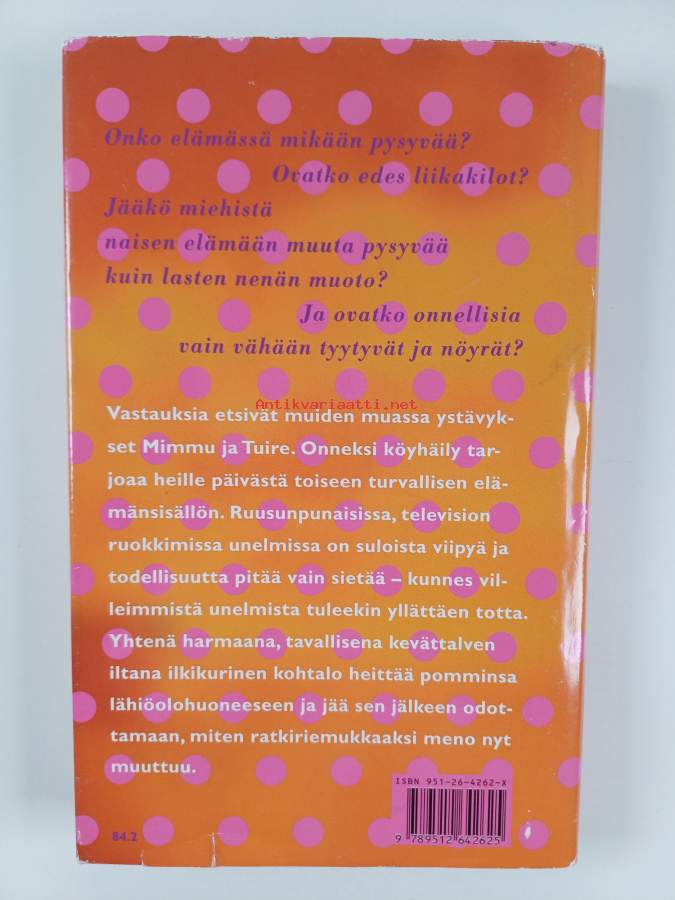 Onko elämässä mikään pysyvää?
Ovatko edes liikakilot?
Jääkö miehistä
naisen elämään muuta pysyvää
kuin lasten nenän muoto?
Ja ovatko onnellisia
vain vähään tyytyvät ja nöyrät?
Antikvariaatti.net
Vastauksia etsivät muiden muassa ystävyk-
set Mimmu ja Tuire. Onneksi köyhäily tar-
joaa heille päivästä toiseen turvallisen elä-
mänsisällön. Ruusunpunaisissa, television
ruokkimissa unelmissa on suloista viipyä ja
todellisuutta pitää vain sietää – kunnes vil-
leimmistä unelmista tuleekin yllättäen totta.
Yhtenä harmaana, tavallisena kevättalven
iltana ilkikurinen kohtalo heittää pomminsa
lähiöolohuoneeseen ja jää sen jälkeen odot-
tamaan, miten ratkiriemukkaaksi meno nyt
muuttuu.
ISBN 951-26-4262-X
84.2
9 789512 642625